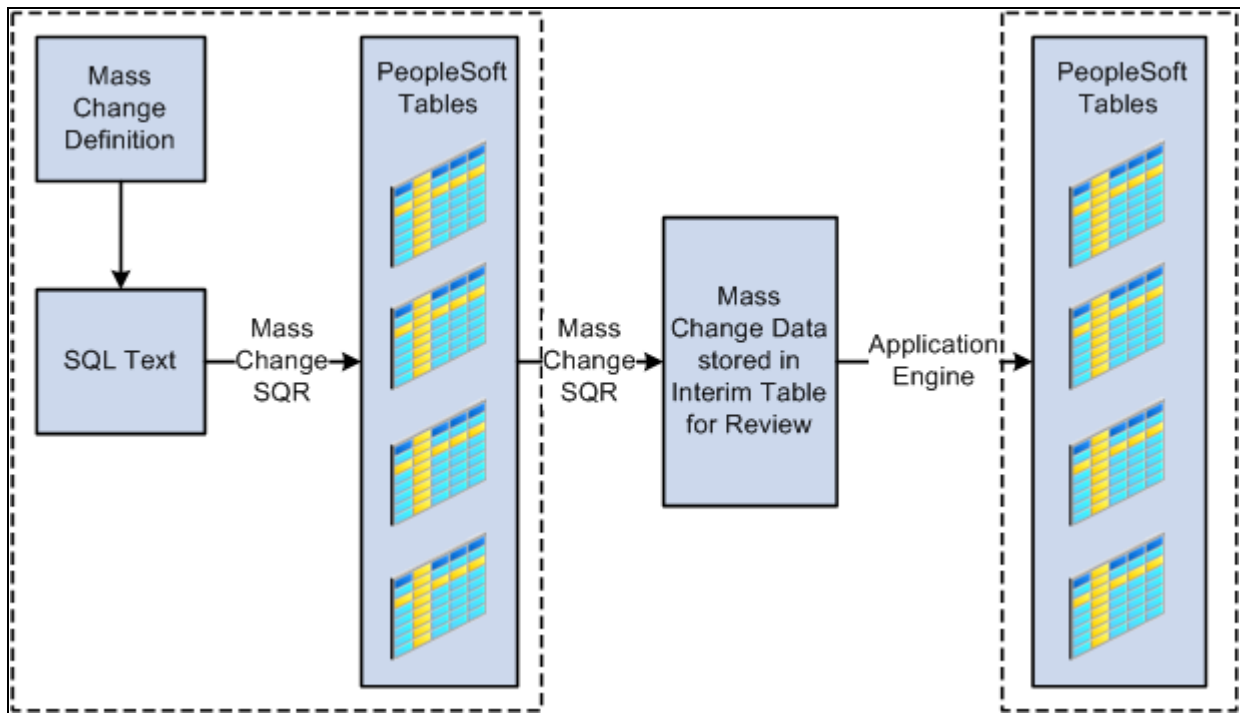 Mass
Change
Definition
SQL Text
Mass
Change
SQR
PeopleSoft
Tables
Mass
Change
SQR
Mass
Change Data
stored in
Interim Table
for Review
Application
Engine
PeopleSoft
Tables